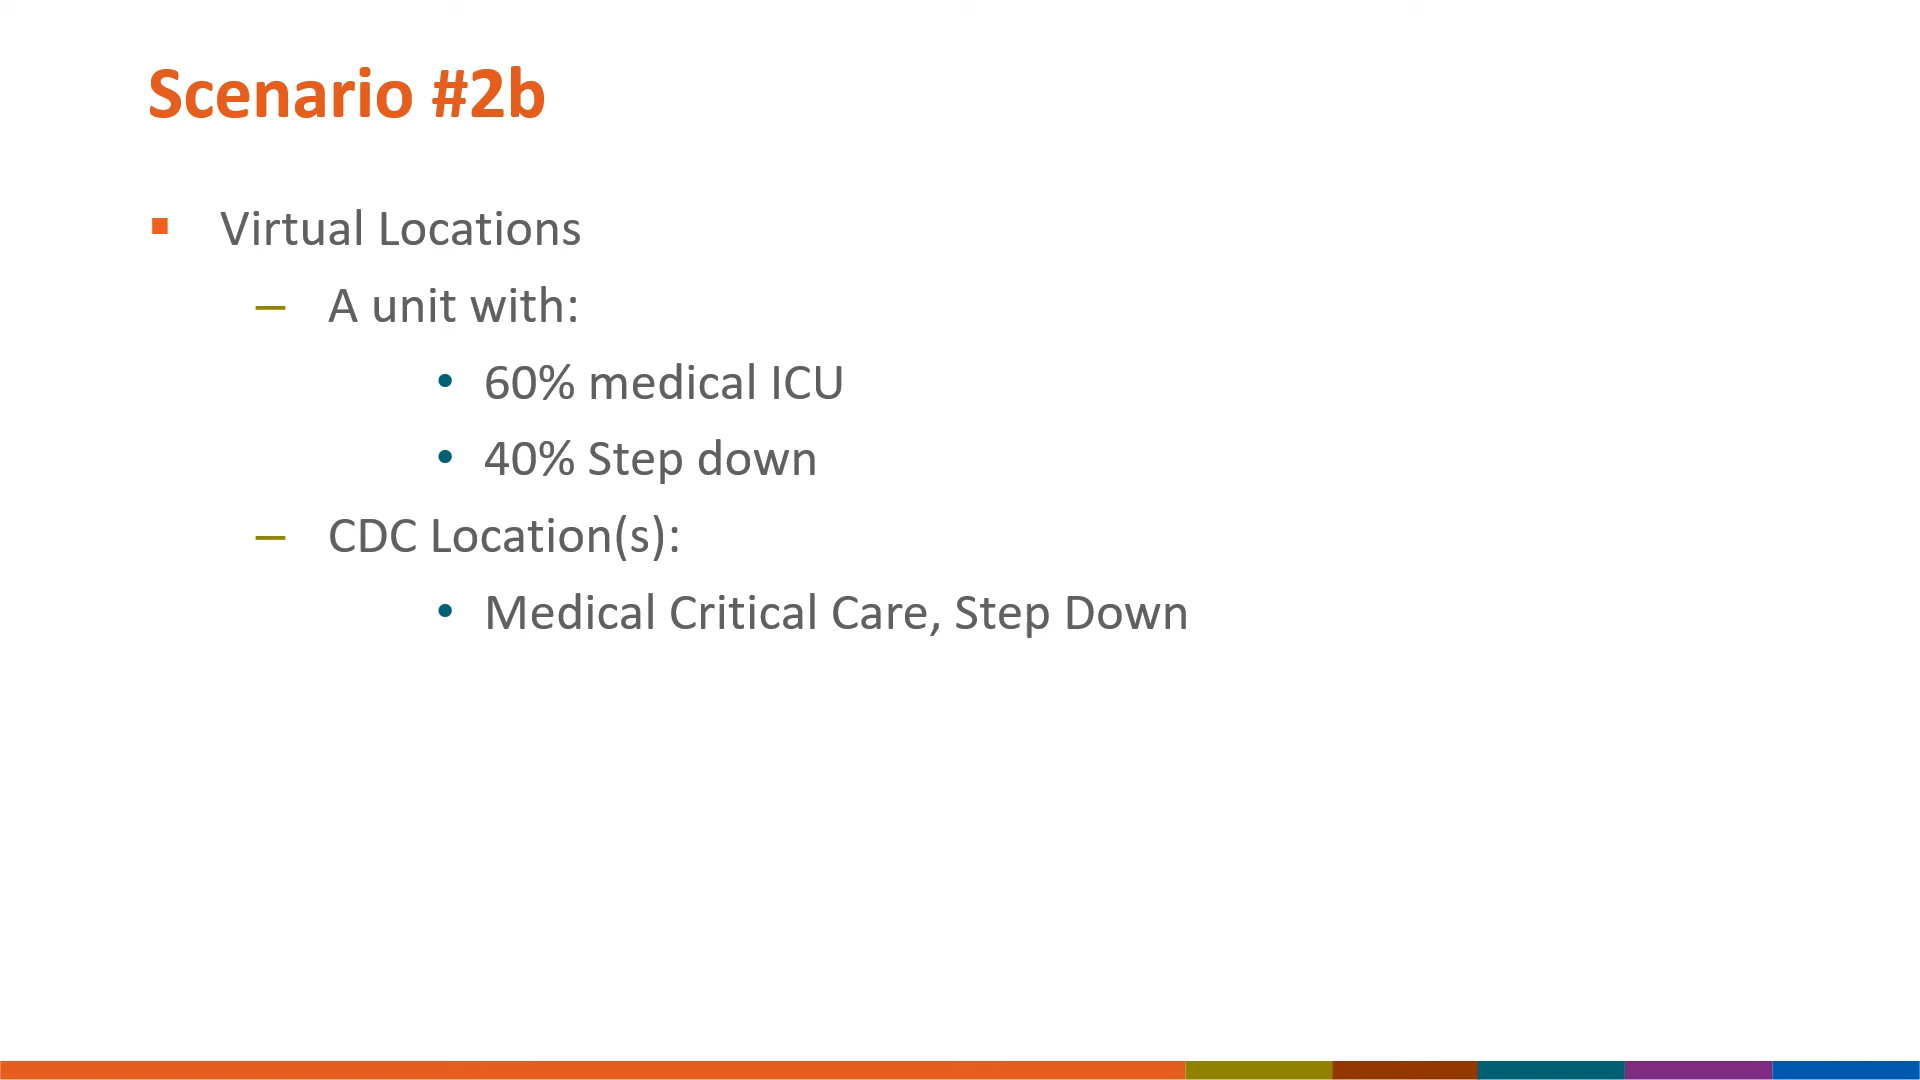 Scenario #2b
▪ Virtual Locations
– A unit with:
• 60% medical ICU
• 40% Step down
– CDC Location(s):
• Medical Critical Care, Step Down